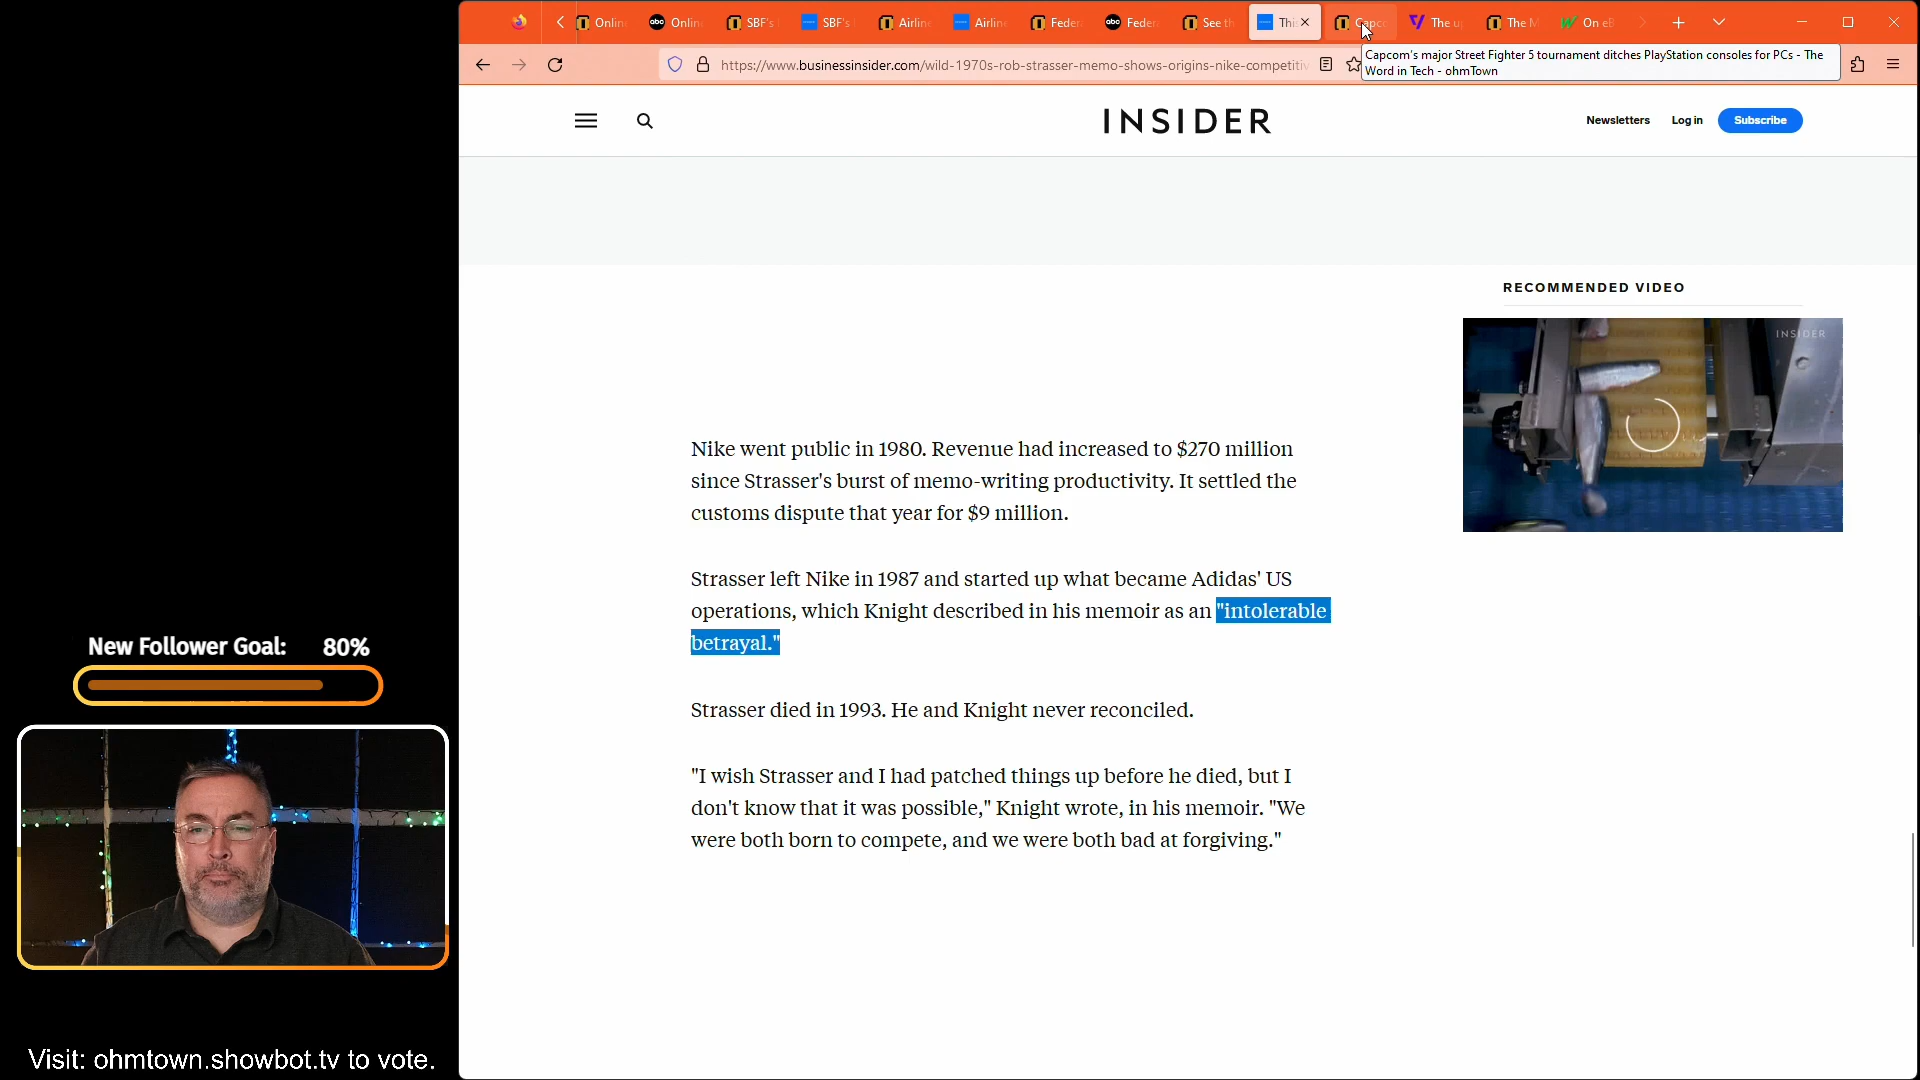 Onlin
Onlin
SBF's
SBF's
Airline
Airline
Feder
Feder
See th
This
Capco
The u
The M
On eB
https://www.businessinsider.com/wild-1970s-rob-strasser-memo-shows-origins-nike-competitiv
Capcom's major Street Fighter 5 tournament ditches PlayStation consoles for PCs - The
Word in Tech - ohmTown
INSIDER
Newsletters
Log in
Subscribe
RECOMMENDED VIDEO
INSIDER
Nike went public in 1980. Revenue had increased to $270 million
since Strasser's burst of memo-writing productivity. It settled the
customs dispute that year for $9 million.
Strasser left Nike in 1987 and started up what became Adidas' US
operations, which Knight described in his memoir as an "intolerable
betrayal."
Strasser died in 1993. He and Knight never reconciled.
"I wish Strasser and I had patched things up before he died, but I
don't know that it was possible," Knight wrote, in his memoir. "We
were both born to compete, and we were both bad at forgiving."
New Follower Goal: 80%
Visit: ohmtown.showbot.tv to vote.